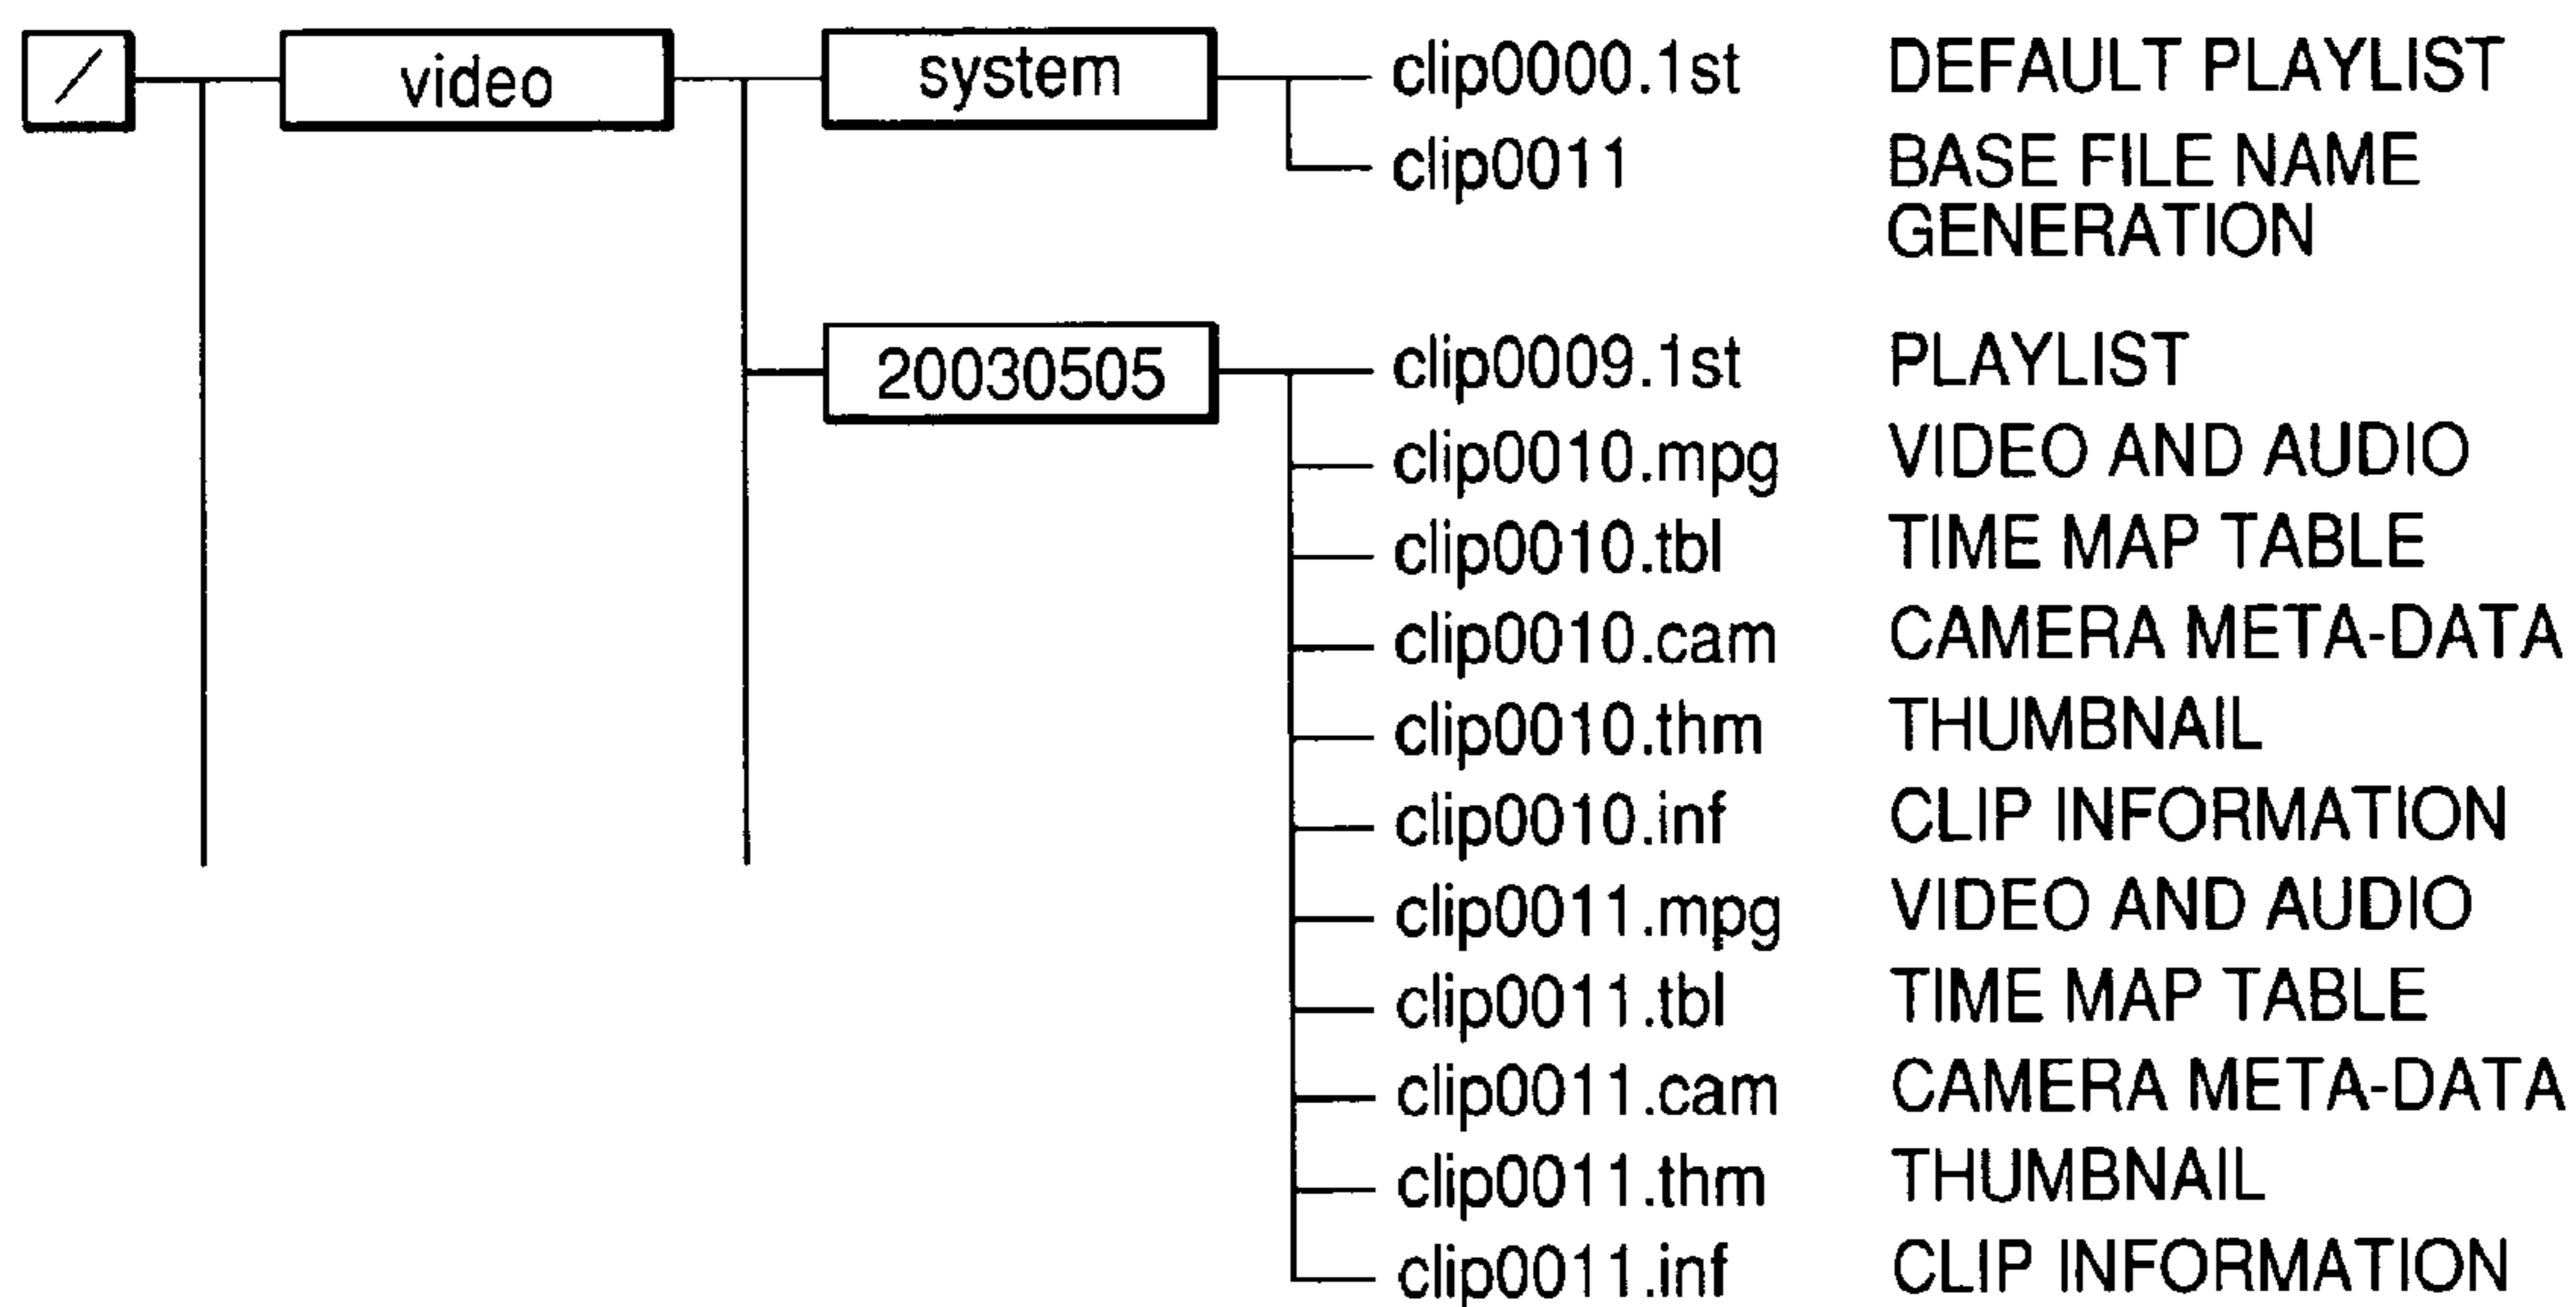 / video system clip0000.1st DEFAULT PLAYLIST
clip0011 BASE FILE NAME
GENERATION
20030505 clip0009.1st PLAYLIST
clip0010.mpg VIDEO AND AUDIO
clip0010.tbl TIME MAP TABLE
clip0010.cam CAMERA META-DATA
clip0010.thm THUMBNAIL
clip0010.inf CLIP INFORMATION
clip0011.mpg VIDEO AND AUDIO
clip0011.tbl TIME MAP TABLE
clip0011.cam CAMERA META-DATA
clip0011.thm THUMBNAIL
clip0011.inf CLIP INFORMATION